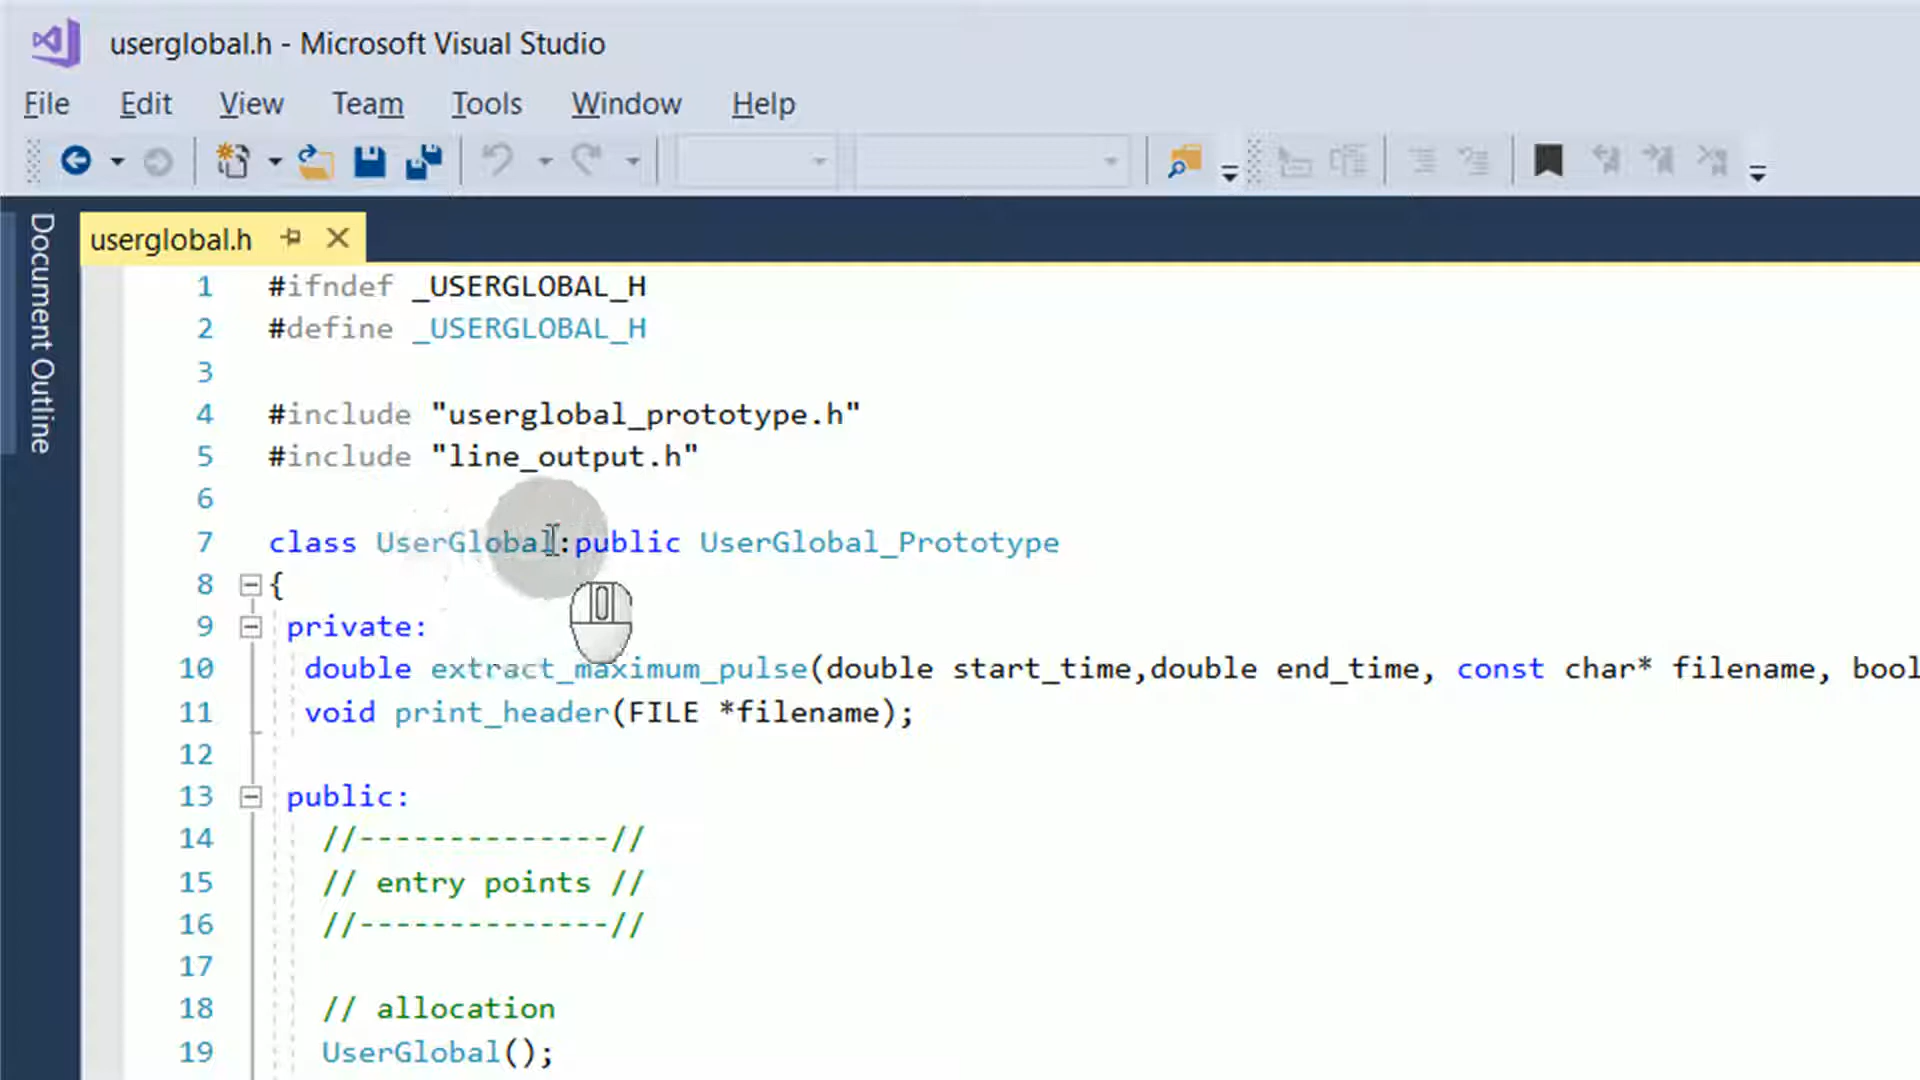 userglobal.h - Microsoft Visual Studio
File Edit View Team Tools Window Help
userglobal.h
Document Outline
1 #ifndef _USERGLOBAL_H
2 #define _USERGLOBAL_H
3
4 #include "userglobal_prototype.h"
5 #include "line_output.h"
6
7 class UserGlobal:public UserGlobal_Prototype
8 {
9 private:
10 double extract_maximum_pulse(double start_time,double end_time, const char* filename, bool
11 void print_header(FILE *filename);
12
13 public:
14 //--------------//
15 // entry points //
16 //--------------//
17
18 // allocation
19 UserGlobal();